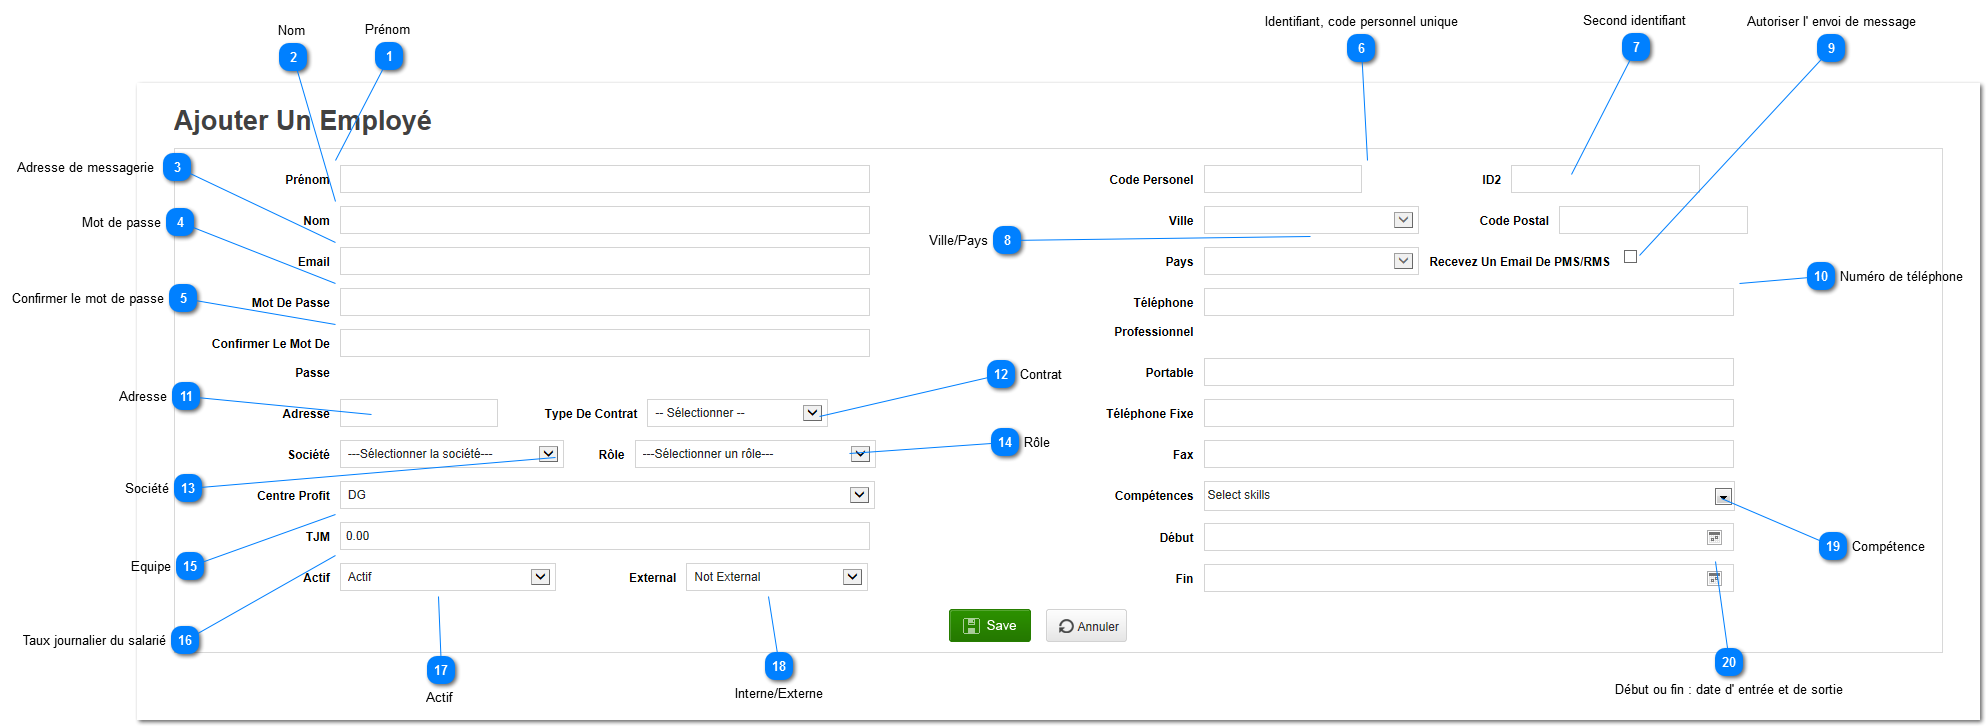 Nom
2
Prénom
1
Identifiant, code personnel unique
6
Second identifiant
7
Autoriser l' envoi de message
9
Ajouter Un Employé
Adresse de messagerie 3
Prénom
Code Personel
ID2
Mot de passe 4
Nom
Ville
Code Postal
Ville/Pays 8
Email
Pays
Recevez Un Email De PMS/RMS
10 Numéro de téléphone
Confirmer le mot de passe 5
Mot De Passe
Téléphone
Professionnel
Confirmer Le Mot De
Passe
12 Contrat
Portable
Adresse 11
Adresse
Type De Contrat -- Sélectionner --
Téléphone Fixe
14 Rôle
Société ---Sélectionner la société---
Rôle ---Sélectionner un rôle---
Fax
Société 13
Centre Profit DG
Compétences Select skills
TJM 0.00
Début
19 Compétence
Equipe 15
Actif Actif
External Not External
Fin
Save
Annuler
Taux journalier du salarié 16
17
Actif
18
Interne/Externe
20
Début ou fin : date d' entrée et de sortie